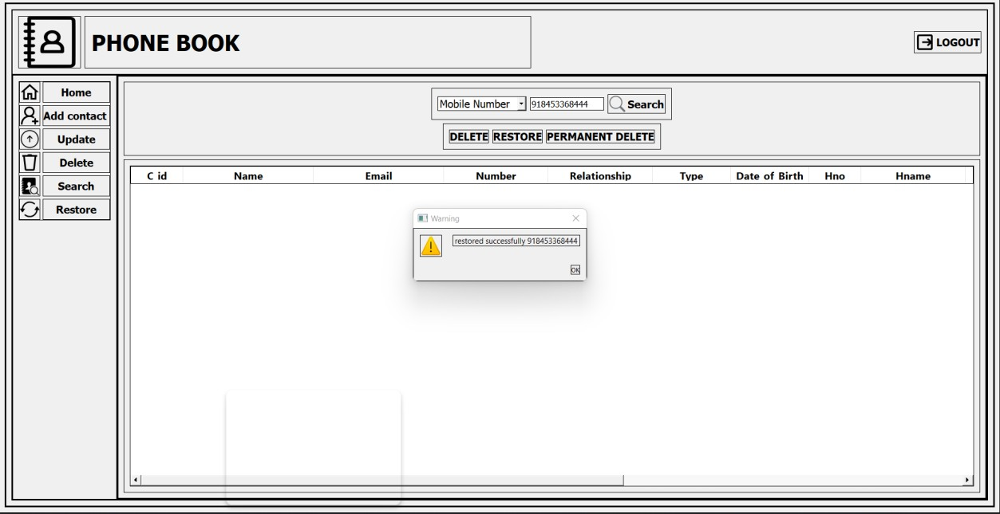 PHONE BOOK
LOGOUT
Home
Add contact
Update
Delete
Search
Restore
Mobile Number 918453368444 Search
DELETE RESTORE PERMANENT DELETE
C id Name Email Number Relationship Type Date of Birth Hno Hname
Warning
restored successfully 918453368444
OK